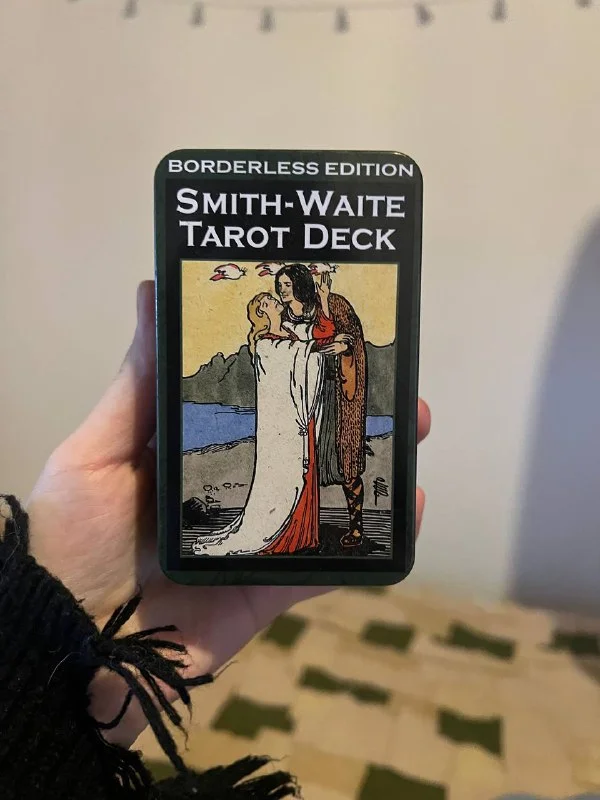 BORDERLESS EDITION
SMITH-WAITE
TAROT DECK